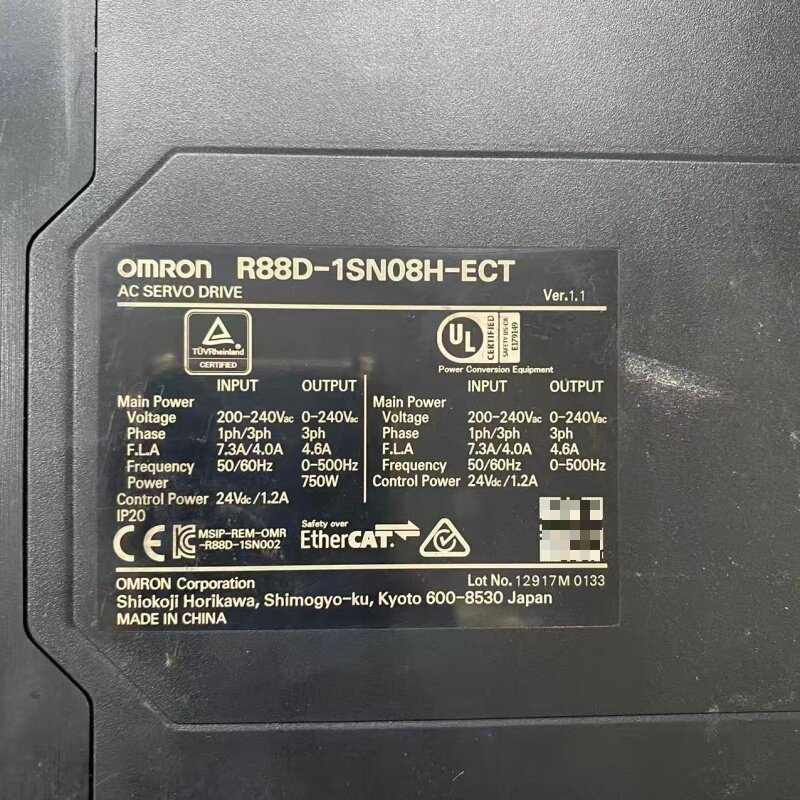 OMRON R88D-1SN08H-ECT
AC SERVO DRIVE Ver.1.1
TÜVRheinland
CERTIFIED
UL CERTIFIED
SAFETY US-CA
E179149
Power Conversion Equipment
INPUT OUTPUT
Main Power
Voltage 200-240Vac 0-240Vac
Phase 1ph/3ph 3ph
F.L.A 7.3A/4.0A 4.6A
Frequency 50/60Hz 0-500Hz
Power 750W
Control Power 24Vdc/1.2A
IP20
INPUT OUTPUT
Main Power
Voltage 200-240Vac 0-240Vac
Phase 1ph/3ph 3ph
F.L.A 7.3A/4.0A 4.6A
Frequency 50/60Hz 0-500Hz
Control Power 24Vdc/1.2A
CE MSIP-REM-OMR
-R88D-1SN002
Safety over
EtherCAT
OMRON Corporation Lot No. 12917M 0133
Shiokoji Horikawa, Shimogyo-ku, Kyoto 600-8530 Japan
MADE IN CHINA